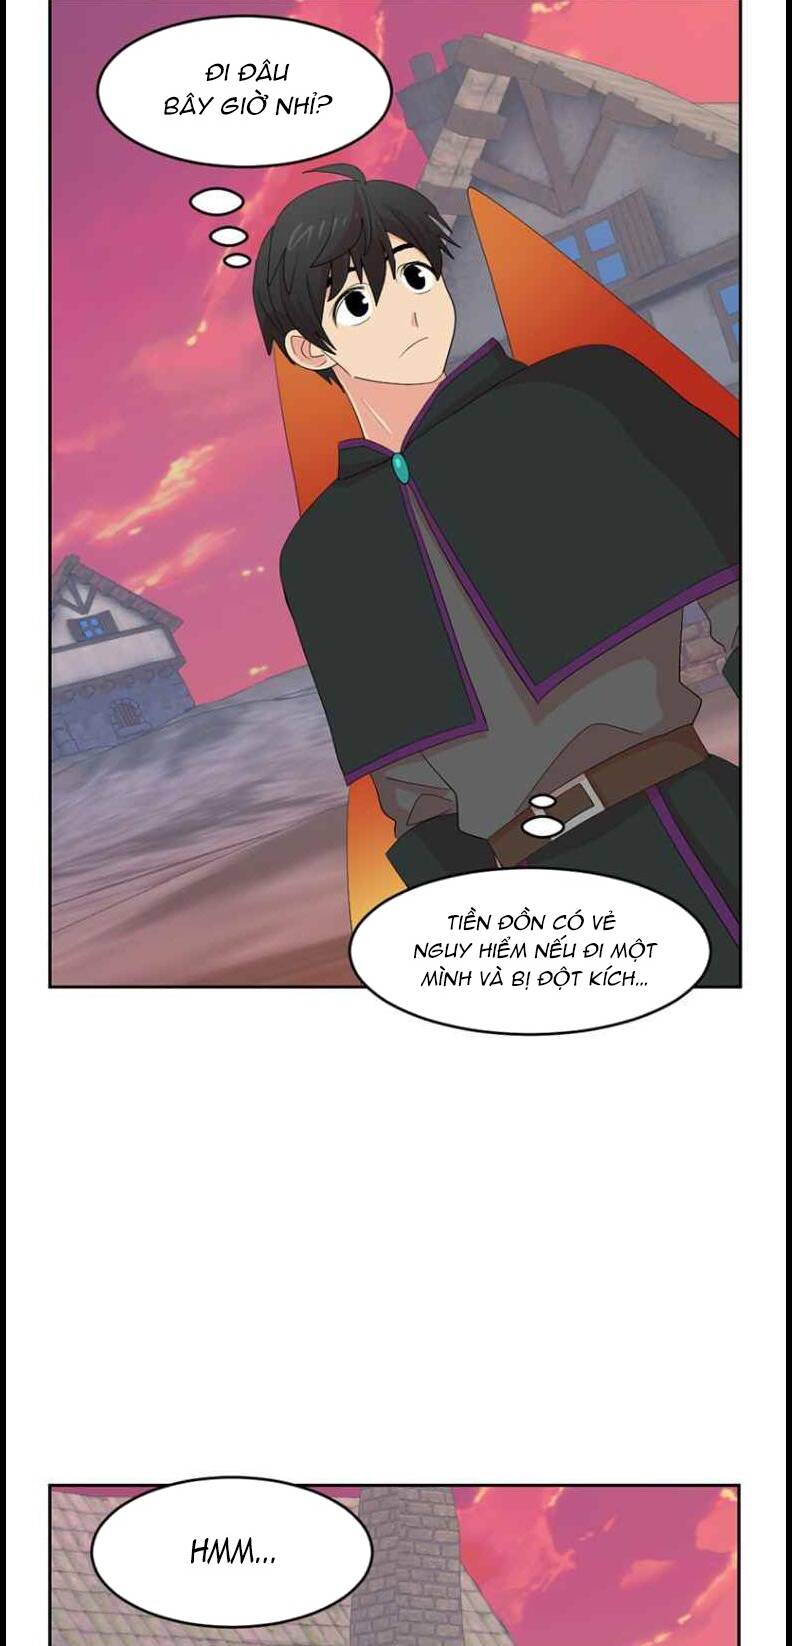 ĐI ĐÂU
BÂY GIỜ NHỈ?
TIỀN ĐỒN CÓ VẺ
NGUY HIỂM NẾU ĐI MỘT
MÌNH VÀ BỊ ĐỘT KÍCH...
HMM...